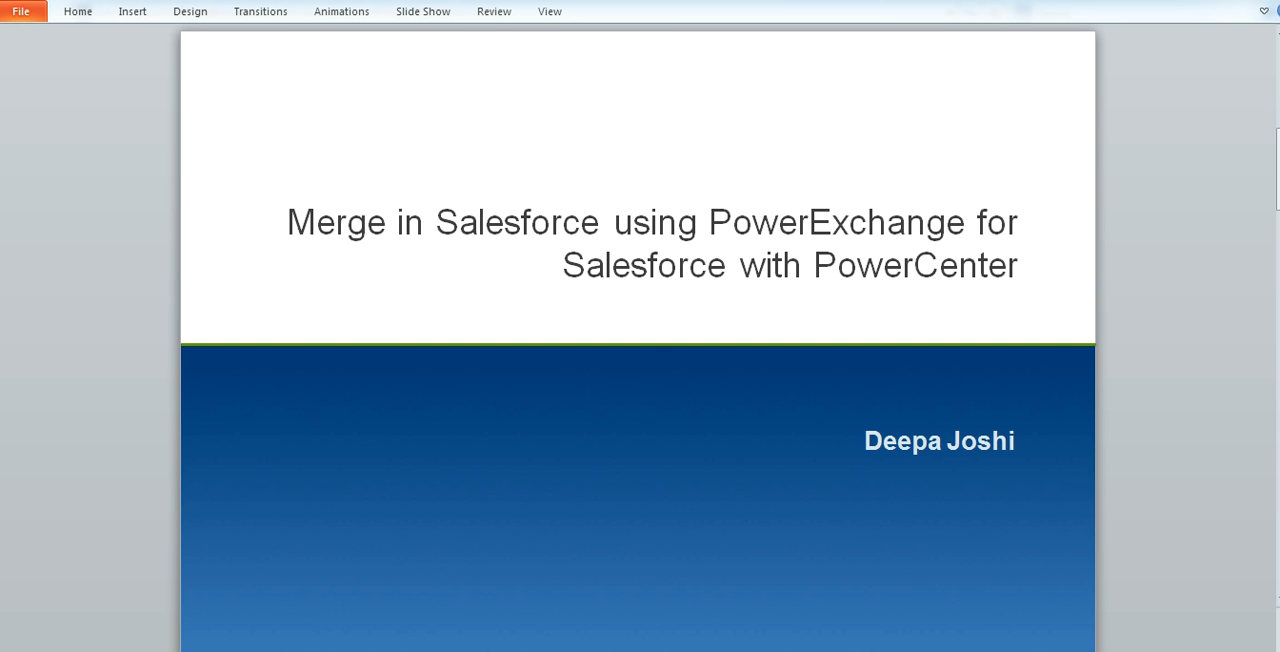 File Home Insert Design Transitions Animations Slide Show Review View
Merge in Salesforce using PowerExchange for
Salesforce with PowerCenter
Deepa Joshi